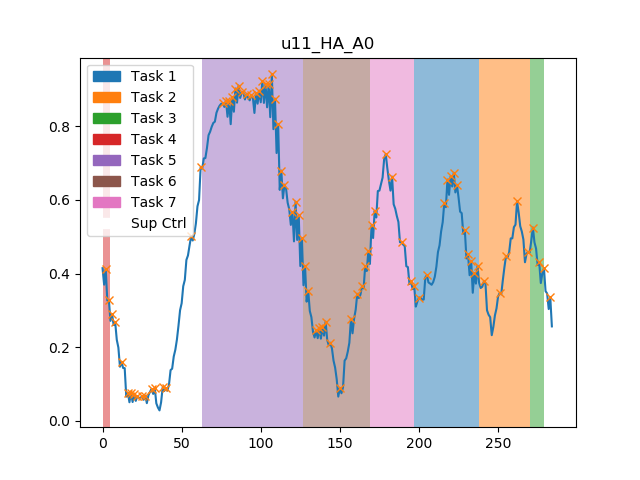 u11_HA_A0
Task 1
Task 2
Task 3
Task 4
Task 5
Task 6
Task 7
Sup Ctrl
0.8
0.6
0.4
0.2
0.0
0 50 100 150 200 250